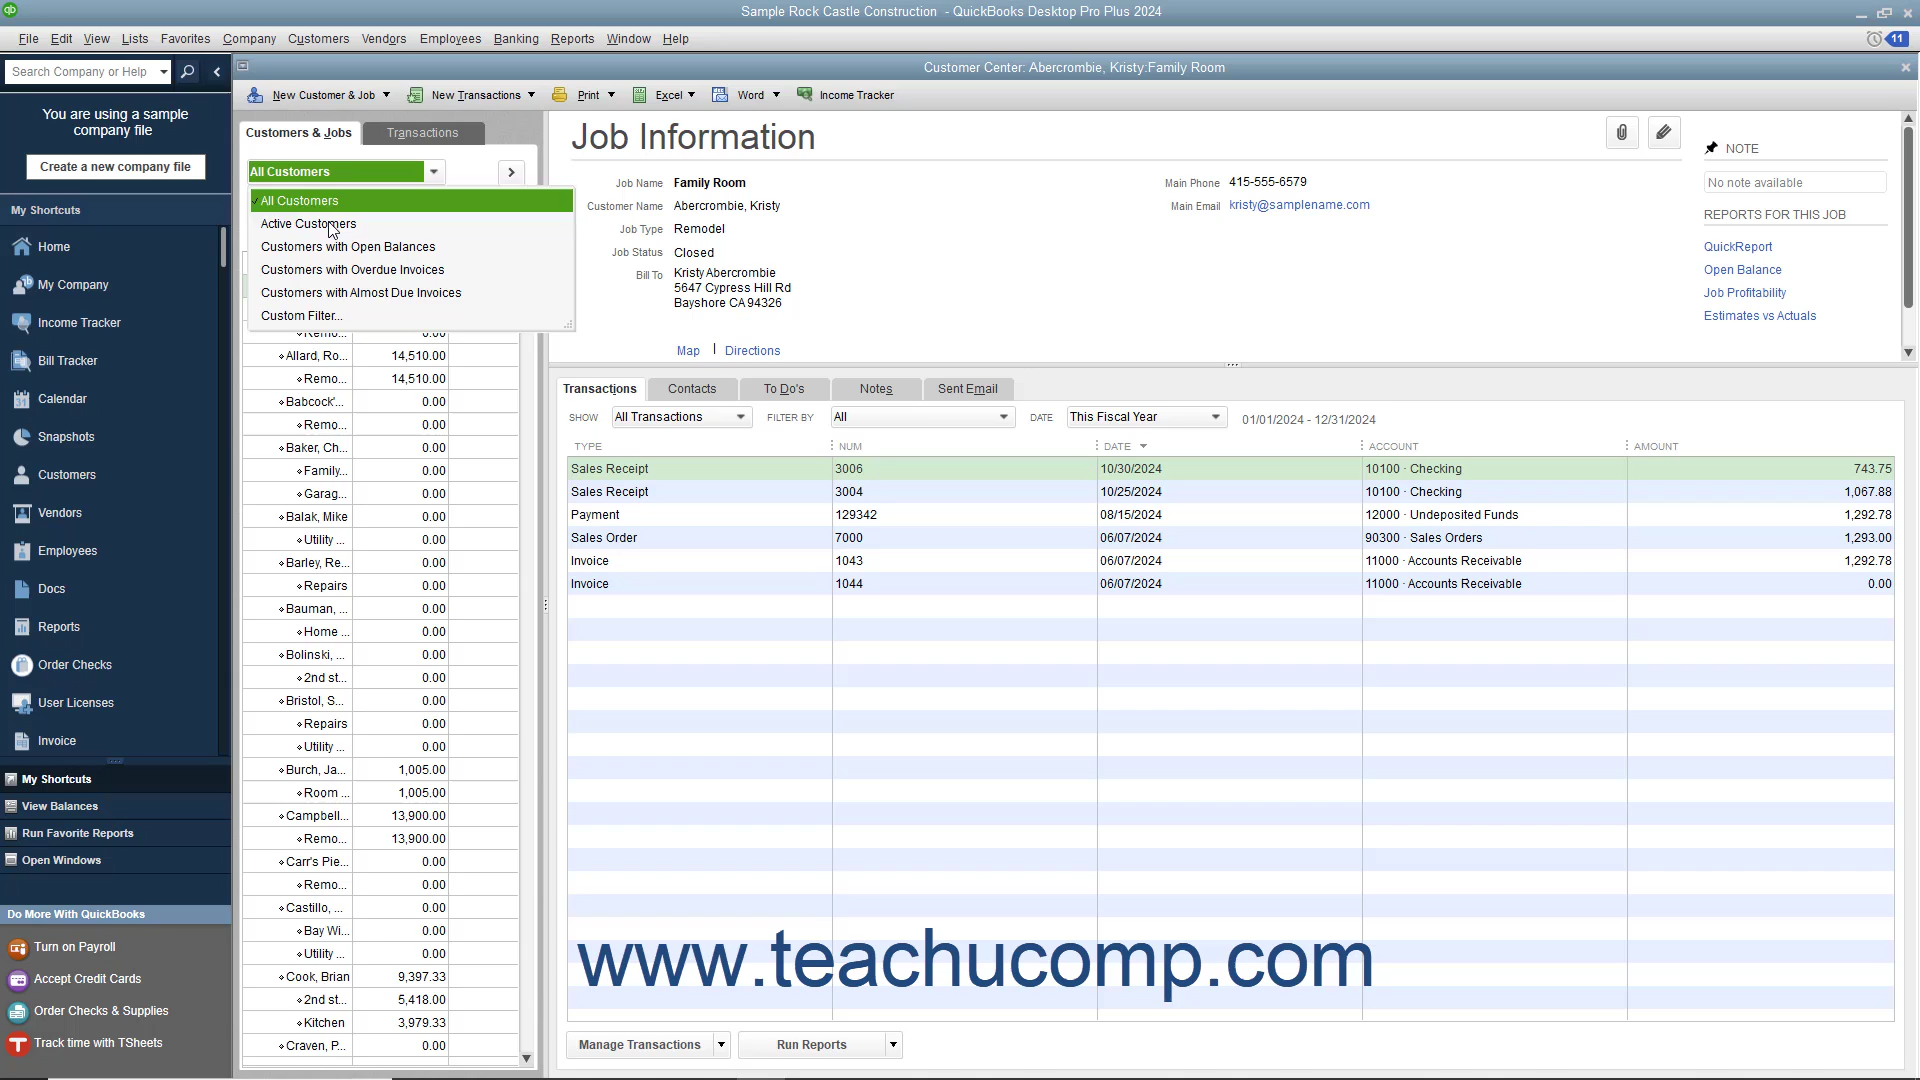 Sample Rock Castle Construction - QuickBooks Desktop Pro Plus 2024
File Edit View Lists Favorites Company Customers Vendors Employees Banking Reports Window Help
11
Search Company or Help
Customer Center: Abercrombie, Kristy:Family Room
You are using a sample
company file
Create a new company file
My Shortcuts
Home
My Company
Income Tracker
Bill Tracker
Calendar
Snapshots
Customers
Vendors
Employees
Docs
Reports
Order Checks
User Licenses
Invoice
My Shortcuts
View Balances
Run Favorite Reports
Open Windows
Do More With QuickBooks
Turn on Payroll
Accept Credit Cards
Order Checks & Supplies
Track time with TSheets
New Customer & Job New Transactions Print Excel Word Income Tracker
Customers & Jobs Transactions
All Customers
All Customers
Active Customers
Customers with Open Balances
Customers with Overdue Invoices
Customers with Almost Due Invoices
Custom Filter...
Remo... 0.00
Allard, Ro... 14,510.00
Remo... 14,510.00
Babcock'... 0.00
Remo... 0.00
Baker, Ch... 0.00
Family... 0.00
Garag... 0.00
Balak, Mike 0.00
Utility ... 0.00
Barley, Re... 0.00
Repairs 0.00
Bauman, ... 0.00
Home ... 0.00
Bolinski, ... 0.00
2nd st... 0.00
Bristol, S... 0.00
Repairs 0.00
Utility ... 0.00
Burch, Ja... 1,005.00
Room ... 1,005.00
Campbell... 13,900.00
Remo... 13,900.00
Carr's Pie... 0.00
Remo... 0.00
Castillo, ... 0.00
Bay Wi... 0.00
Utility ... 0.00
Cook, Brian 9,397.33
2nd st... 5,418.00
Kitchen 3,979.33
Craven, P... 0.00
Job Information
Job Name Family Room
Customer Name Abercrombie, Kristy
Job Type Remodel
Job Status Closed
Bill To Kristy Abercrombie
5647 Cypress Hill Rd
Bayshore CA 94326
Map | Directions
Main Phone 415-555-6579
Main Email kristy@samplename.com
NOTE
No note available
REPORTS FOR THIS JOB
QuickReport
Open Balance
Job Profitability
Estimates vs Actuals
Transactions Contacts To Do's Notes Sent Email
SHOW All Transactions FILTER BY All DATE This Fiscal Year 01/01/2024 - 12/31/2024
TYPE NUM DATE ACCOUNT AMOUNT
Sales Receipt 3006 10/30/2024 10100 · Checking 743.75
Sales Receipt 3004 10/25/2024 10100 · Checking 1,067.88
Payment 129342 08/15/2024 12000 · Undeposited Funds 1,292.78
Sales Order 7000 06/07/2024 90300 · Sales Orders 1,293.00
Invoice 1043 06/07/2024 11000 · Accounts Receivable 1,292.78
Invoice 1044 06/07/2024 11000 · Accounts Receivable 0.00
www.teachucomp.com
Manage Transactions Run Reports